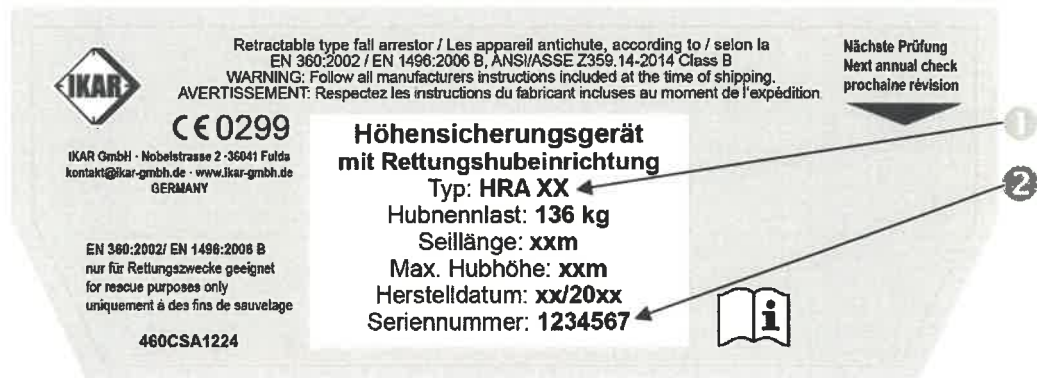 IKAR
Retractable type fall arrestor / Les appareil antichute, according to / selon la
EN 360:2002 / EN 1496:2006 B, ANSI/ASSE Z359.14-2014 Class B
WARNING: Follow all manufacturers instructions included at the time of shipping.
AVERTISSEMENT: Respectez les instructions du fabricant incluses au moment de l'expédition
Nächste Prüfung
Next annual check
prochaine révision
CE 0299
IKAR GmbH · Nobelstrasse 2 · 36041 Fulda
kontakt@ikar-gmbh.de · www.ikar-gmbh.de
GERMANY
EN 360:2002/ EN 1496:2006 B
nur für Rettungszwecke geeignet
for rescue purposes only
uniquement á des fins de sauvetage
460CSA1224
Höhensicherungsgerät
mit Rettungshubeinrichtung
Typ: HRA XX
Hubnennlast: 136 kg
Seillänge: xxm
Max. Hubhöhe: xxm
Herstelldatum: xx/20xx
Seriennummer: 1234567
i
1
2